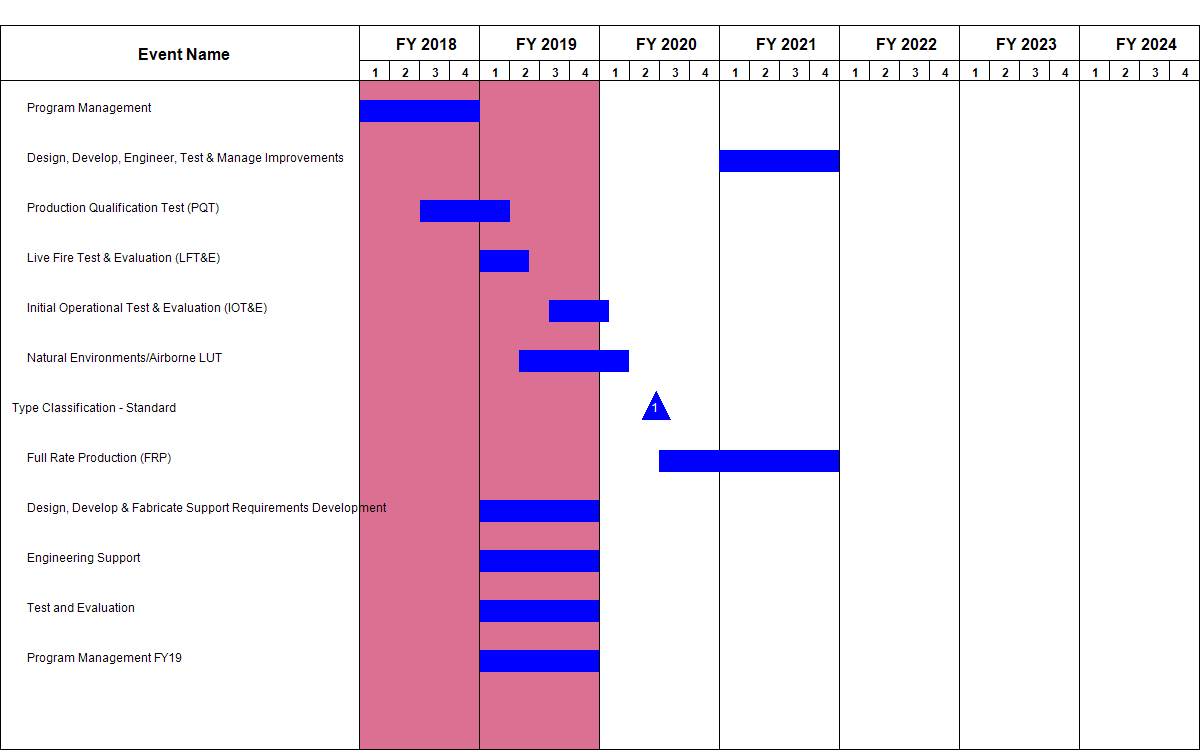 Event Name FY 2018 FY 2019 FY 2020 FY 2021 FY 2022 FY 2023 FY 2024
1 2 3 4 1 2 3 4 1 2 3 4 1 2 3 4 1 2 3 4 1 2 3 4 1 2 3 4
Program Management
Design, Develop, Engineer, Test & Manage Improvements
Production Qualification Test (PQT)
Live Fire Test & Evaluation (LFT&E)
Initial Operational Test & Evaluation (IOT&E)
Natural Environments/Airborne LUT
Type Classification - Standard 1
Full Rate Production (FRP)
Design, Develop & Fabricate Support Requirements Development
Engineering Support
Test and Evaluation
Program Management FY19